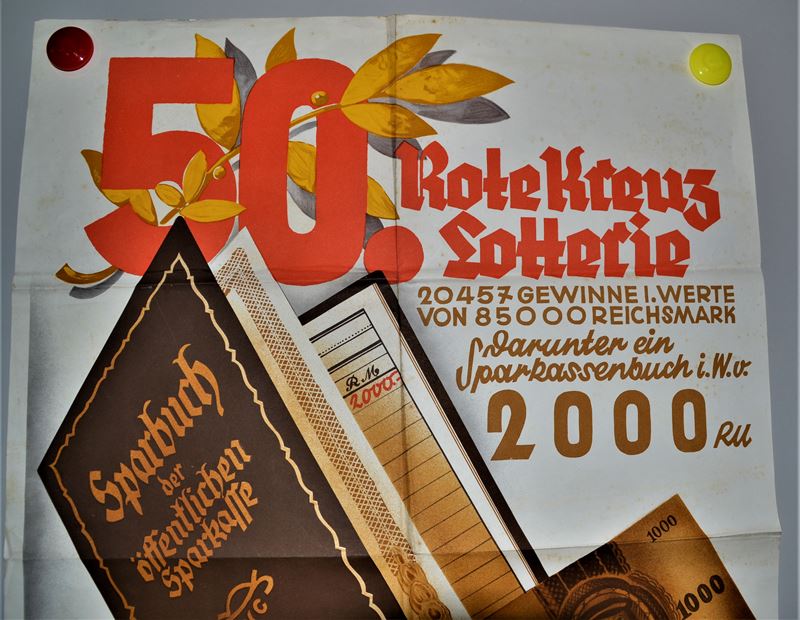 50.
Rote Kreuz
Lotterie
20457 GEWINNE I. WERTE
VON 85000 REICHSMARK
Darunter ein
Sparkassenbuch i. W. v.
2000 RM
R.M
2000.-
Sparbuch
der
öffentlichen
Sparkasse
1000
1000